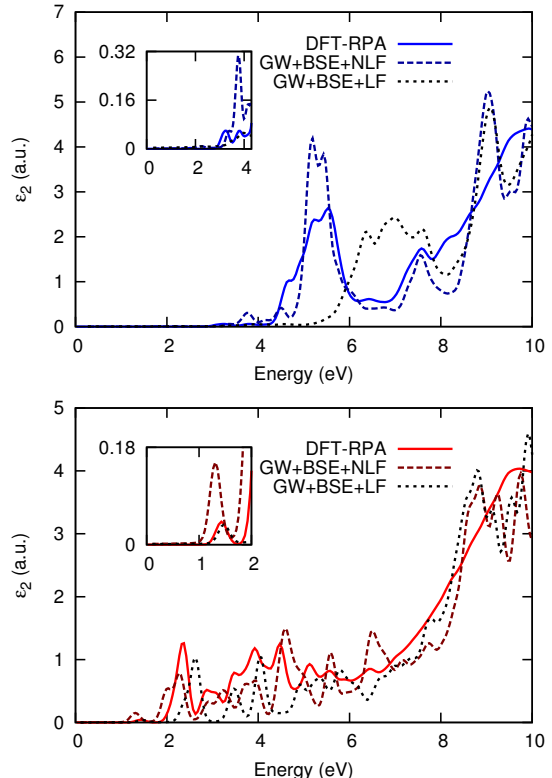 7
6
5
4
3
2
1
0
ε2 (a.u.)
0.32
0.16
0
0 2 4
DFT-RPA
GW+BSE+NLF
GW+BSE+LF
0 2 4 6 8 10
Energy (eV)
5
4
3
2
1
0
ε2 (a.u.)
0.18
0
0 1 2
DFT-RPA
GW+BSE+NLF
GW+BSE+LF
0 2 4 6 8 10
Energy (eV)